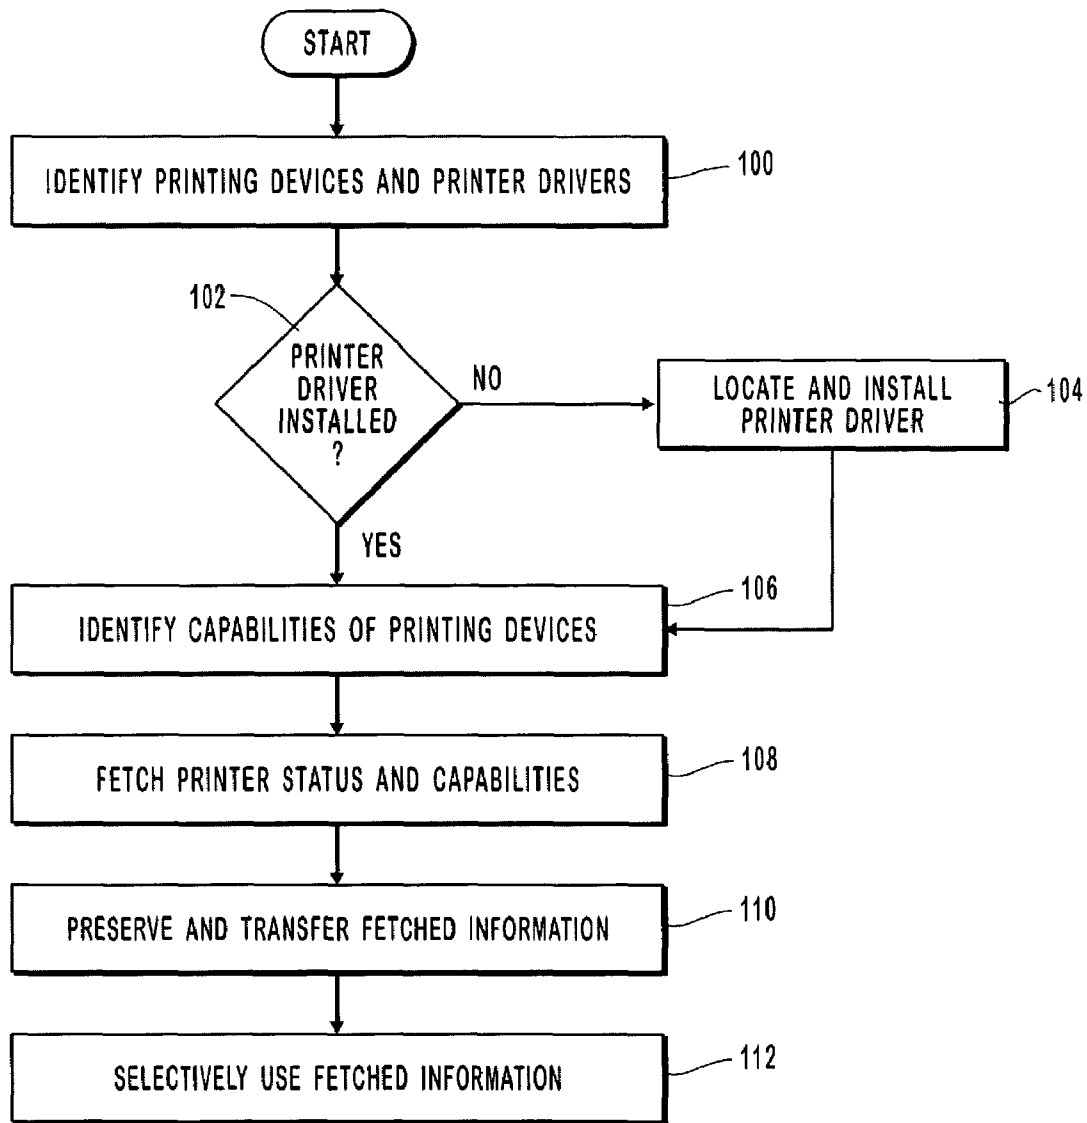 START
IDENTIFY PRINTING DEVICES AND PRINTER DRIVERS
100
102
PRINTER
DRIVER
INSTALLED
?
NO
LOCATE AND INSTALL
PRINTER DRIVER
104
YES
106
IDENTIFY CAPABILITIES OF PRINTING DEVICES
FETCH PRINTER STATUS AND CAPABILITIES
108
PRESERVE AND TRANSFER FETCHED INFORMATION
110
SELECTIVELY USE FETCHED INFORMATION
112